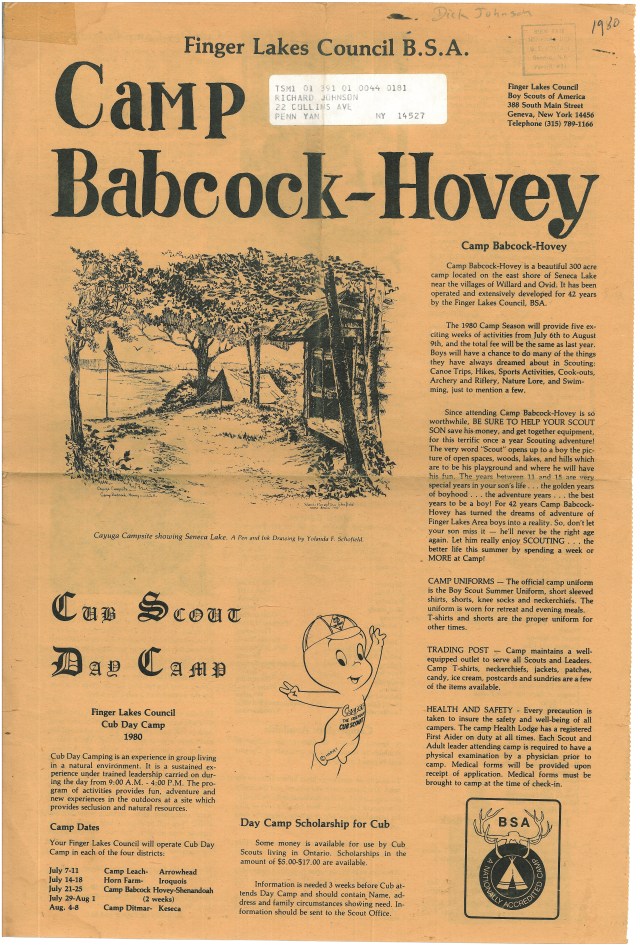 Dick Johnson
1980
Finger Lakes Council B.S.A.
Camp
Babcock-Hovey
TSM1 01 391 01 0044 0181
RICHARD JOHNSON
22 COLLINS AVE
PENN YAN NY 14527
Finger Lakes Council
Boy Scouts of America
388 South Main Street
Geneva, New York 14456
Telephone (315) 789-1166
Cayuga Campsite showing Seneca Lake. A Pen and Ink Drawing by Yolanda F. Schofield
Camp Babcock-Hovey
Camp Babcock-Hovey is a beautiful 300 acre
camp located on the east shore of Seneca Lake
near the villages of Willard and Ovid. It has been
operated and extensively developed for 42 years
by the Finger Lakes Council, BSA.
The 1980 Camp Season will provide five ex-
citing weeks of activities from July 6th to August
9th, and the total fee will be the same as last year.
Boys will have a chance to do many of the things
they have always dreamed about in Scouting:
Canoe Trips, Hikes, Sports Activities, Cook-outs,
Archery and Riflery, Nature Lore, and Swim-
ming, just to mention a few.
Since attending Camp Babcock-Hovey is so
worthwhile, BE SURE TO HELP YOUR SCOUT
SON save his money, and get together equipment,
for this terrific once a year Scouting adventure!
The very word "Scout" opens up to a boy the pic-
ture of open spaces, woods, lakes, and hills which
are to be his playground and where he will have
his fun. The years between 11 and 15 are very
special years in your son's life . . . the golden years
of boyhood . . . the adventure years . . . the best
years to be a boy! For 42 years Camp Babcock-
Hovey has turned the dreams of adventure of
Finger Lakes Area boys into a reality. So, don't let
your son miss it — he'll never be the right age
again. Let him really enjoy SCOUTING . . . the
better life this summer by spending a week or
MORE at Camp!
CAMP UNIFORMS — The official camp uniform
is the Boy Scout Summer Uniform, short sleeved
shirts, shorts, knee socks and neckerchiefs. The
uniform is worn for retreat and evening meals.
T-shirts and shorts are the proper uniform for
other times.
TRADING POST — Camp maintains a well-
equipped outlet to serve all Scouts and Leaders.
Camp T-shirts, neckerchiefs, jackets, patches,
candy, ice cream, postcards and sundries are a few
of the items available.
HEALTH AND SAFETY - Every precaution is
taken to insure the safety and well-being of all
campers. The camp Health Lodge has a registered
First Aider on duty at all times. Each Scout and
Adult leader attending camp is required to have a
physical examination by a physician prior to
camp. Medical forms will be provided upon
receipt of application. Medical forms must be
brought to camp at the time of check-in.
BSA
A NATIONALLY ACCREDITED CAMP
Cub Scout
Day Camp
Finger Lakes Council
Cub Day Camp
1980
Cub Day Camping is an experience in group living
in a natural environment. It is a sustained ex-
perience under trained leadership carried on dur-
ing the day from 9:00 A.M. - 4:00 P.M. The pro-
gram of activities provides fun, adventure and
new experiences in the outdoors at a site which
provides seclusion and natural resources.
Camp Dates
Your Finger Lakes Council will operate Cub Day
Camp in each of the four districts:
July 7-11 Camp Leach- Arrowhead
July 14-18 Horn Farm- Iroquois
July 21-25 Camp Babcock Hovey-Shenandoah
July 29-Aug 1 (2 weeks)
Aug. 4-8 Camp Ditmar- Keseca
CUB SCOUTS
Day Camp Scholarship for Cub
Some money is available for use by Cub
Scouts living in Ontario. Scholarships in the
amount of $5.00-$17.00 are available.
Information is needed 3 weeks before Cub at-
tends Day Camp and should contain Name, ad-
dress and family circumstances showing need. In-
formation should be sent to the Scout Office.